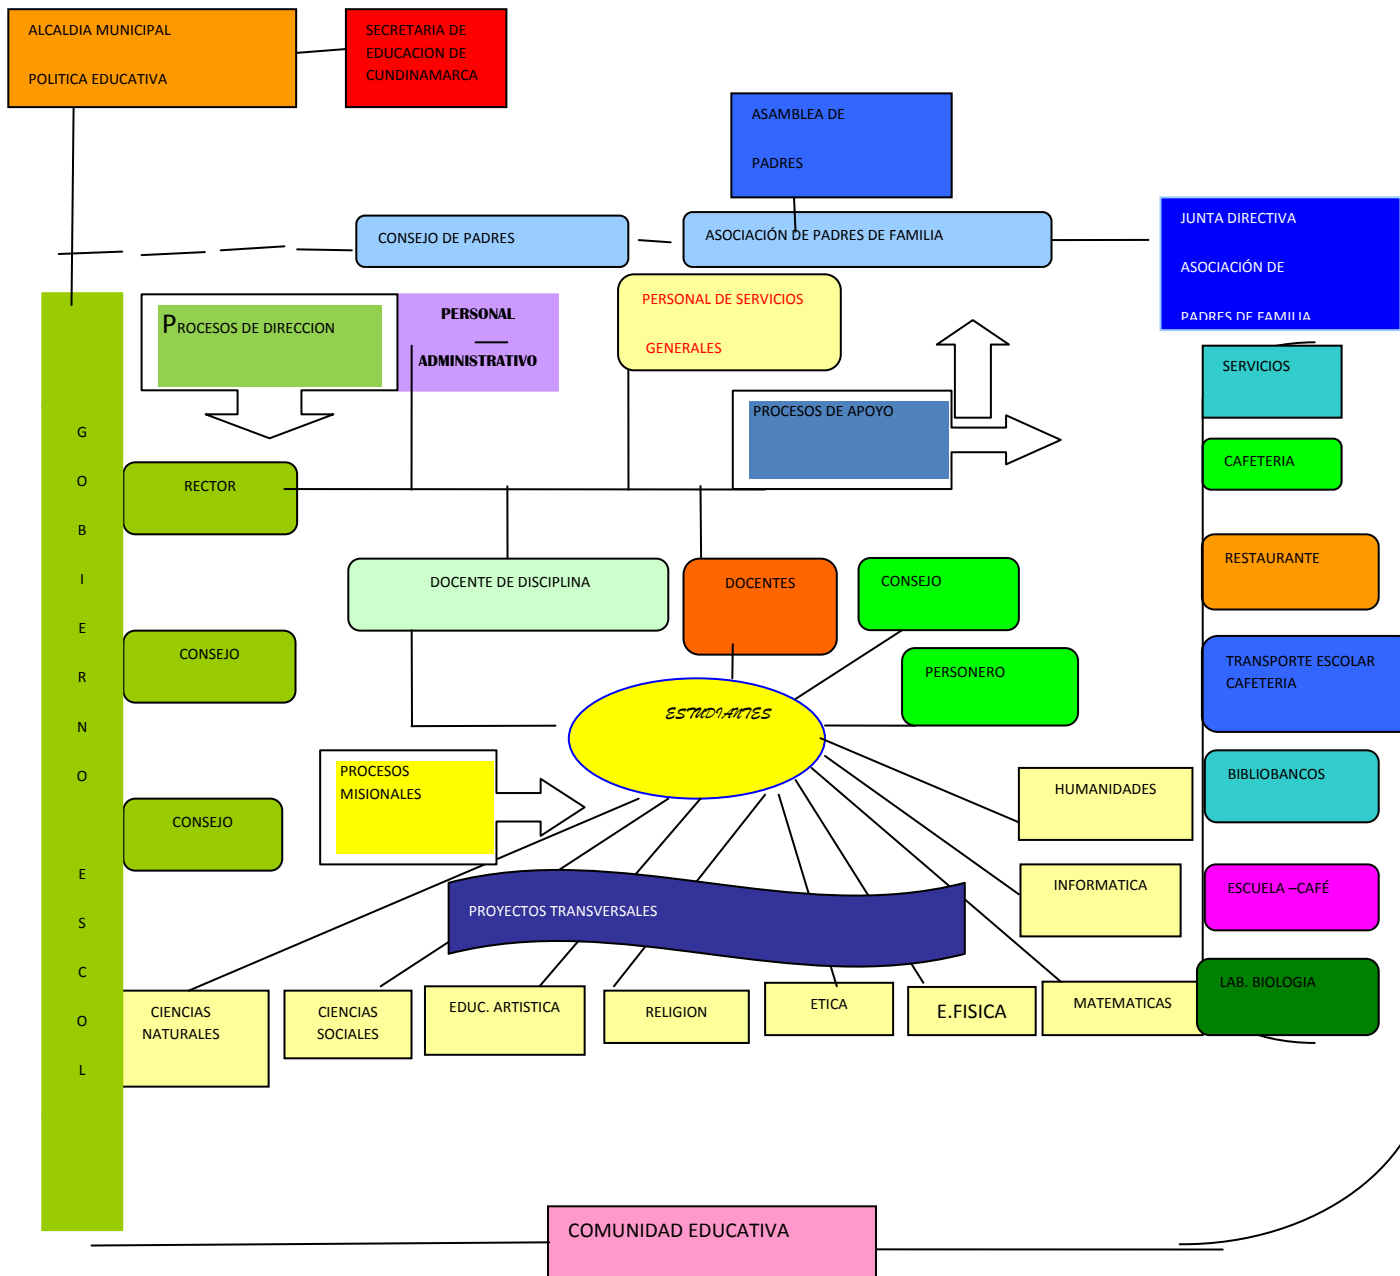 ALCALDIA MUNICIPAL
POLITICA EDUCATIVA
SECRETARIA DE
EDUCACION DE
CUNDINAMARCA
ASAMBLEA DE
PADRES
CONSEJO DE PADRES
ASOCIACIÓN DE PADRES DE FAMILIA
JUNTA DIRECTIVA
ASOCIACIÓN DE
PADRES DE FAMILIA
PROCESOS DE DIRECCION
PERSONAL
ADMINISTRATIVO
PERSONAL DE SERVICIOS
GENERALES
PROCESOS DE APOYO
SERVICIOS
CAFETERIA
RESTAURANTE
TRANSPORTE ESCOLAR
CAFETERIA
BIBLIOBANCOS
ESCUELA –CAFÉ
LAB. BIOLOGIA
G
O
B
I
E
R
N
O
E
S
C
O
L
RECTOR
CONSEJO
CONSEJO
DOCENTE DE DISCIPLINA
DOCENTES
CONSEJO
PERSONERO
ESTUDIANTES
PROCESOS
MISIONALES
HUMANIDADES
INFORMATICA
PROYECTOS TRANSVERSALES
CIENCIAS
NATURALES
CIENCIAS
SOCIALES
EDUC. ARTISTICA
RELIGION
ETICA
E.FISICA
MATEMATICAS
COMUNIDAD EDUCATIVA